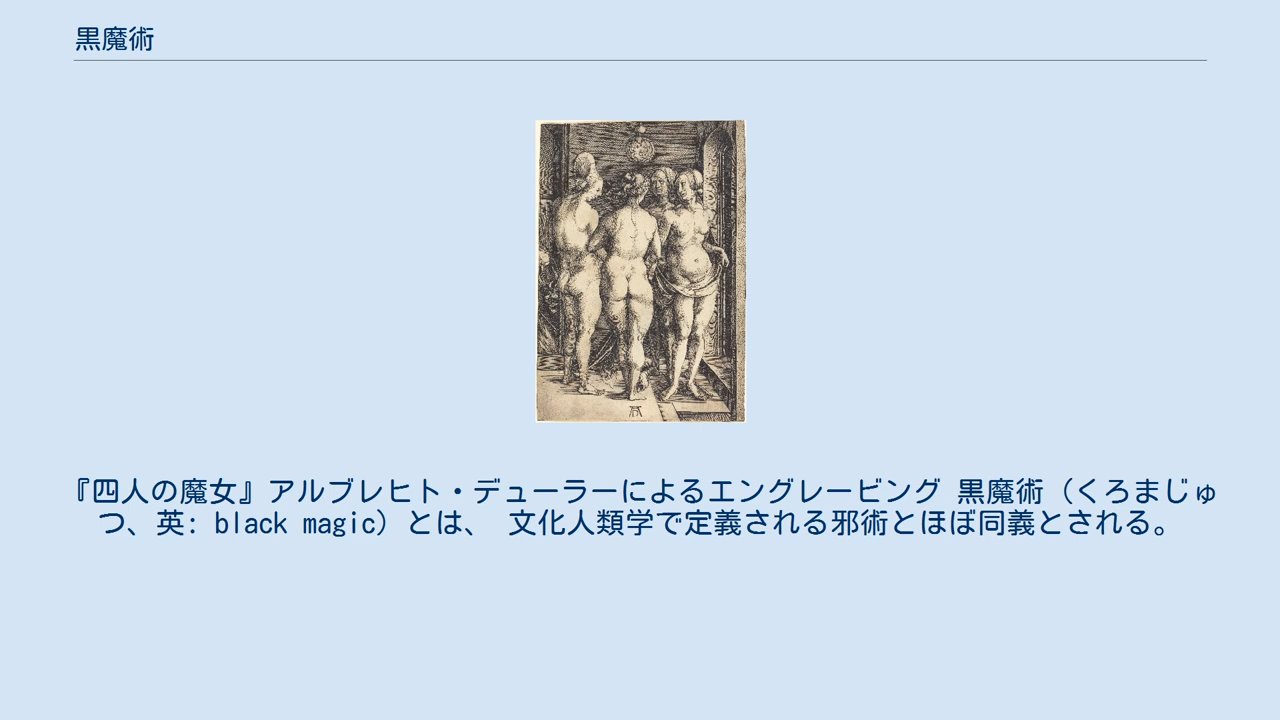 黒魔術
『四人の魔女』アルブレヒト・デューラーによるエングレービング 黒魔術（くろまじゅ
つ、英: black magic）とは、 文化人類学で定義される邪術とほぼ同義とされる。